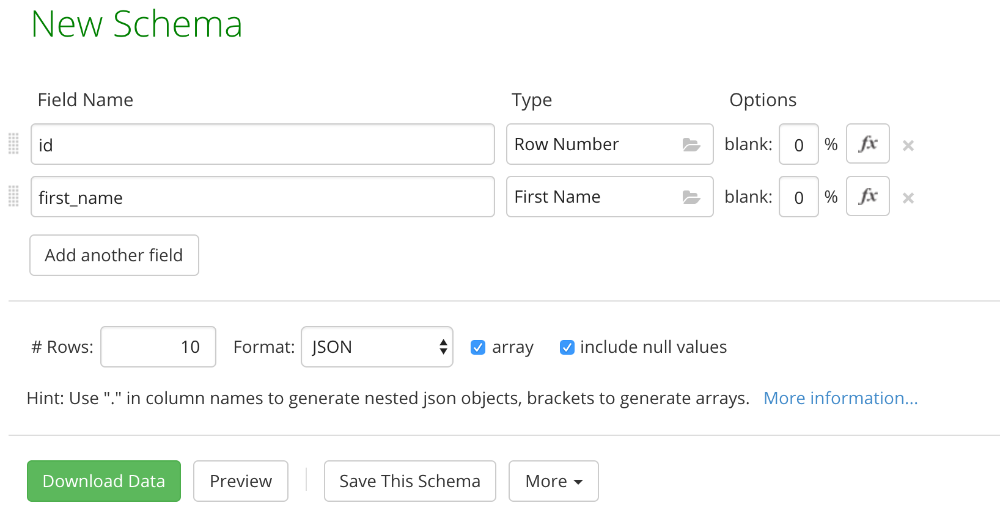 New Schema
Field Name Type Options
id Row Number blank: 0 % fx ×
first_name First Name blank: 0 % fx ×
Add another field
# Rows: 10 Format: JSON array include null values
Hint: Use "." in column names to generate nested json objects, brackets to generate arrays. More information...
Download Data Preview Save This Schema More